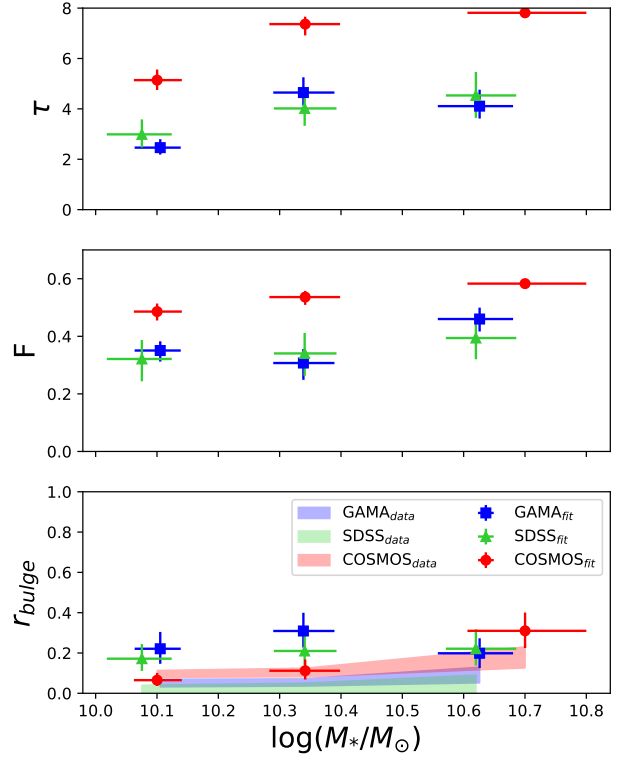 8
6
4
2
0
τ
0.6
0.4
0.2
0.0
F
1.0
0.8
0.6
0.4
0.2
0.0
r_bulge
GAMA_data
SDSS_data
COSMOS_data
GAMA_fit
SDSS_fit
COSMOS_fit
10.0 10.1 10.2 10.3 10.4 10.5 10.6 10.7 10.8
log(M_*/M_⊙)